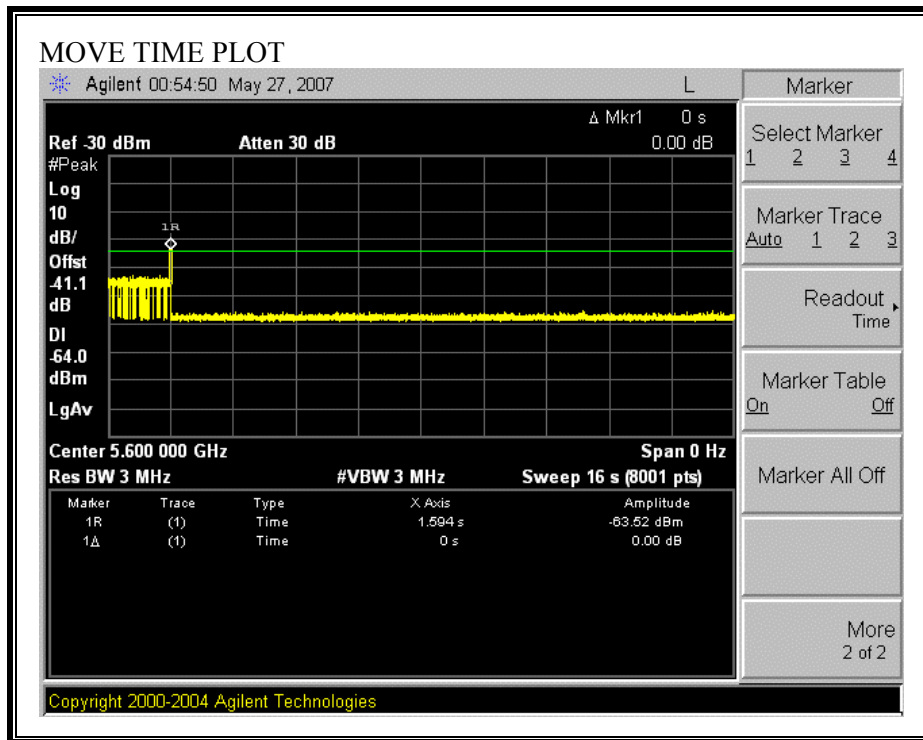 MOVE TIME PLOT
Agilent 00:54:50 May 27, 2007 L
Δ Mkr1 0 s
Ref -30 dBm Atten 30 dB 0.00 dB
#Peak
Log
10
dB/
Offst
-41.1
dB
DI
-64.0
dBm
LgAv
1R
Center 5.600 000 GHz Span 0 Hz
Res BW 3 MHz #VBW 3 MHz Sweep 16 s (8001 pts)
Marker Trace Type X Axis Amplitude
1R (1) Time 1.594 s -63.52 dBm
1Δ (1) Time 0 s 0.00 dB
Marker
Select Marker
1 2 3 4
Marker Trace
Auto 1 2 3
Readout
Time
Marker Table
On Off
Marker All Off
More
2 of 2
Copyright 2000-2004 Agilent Technologies